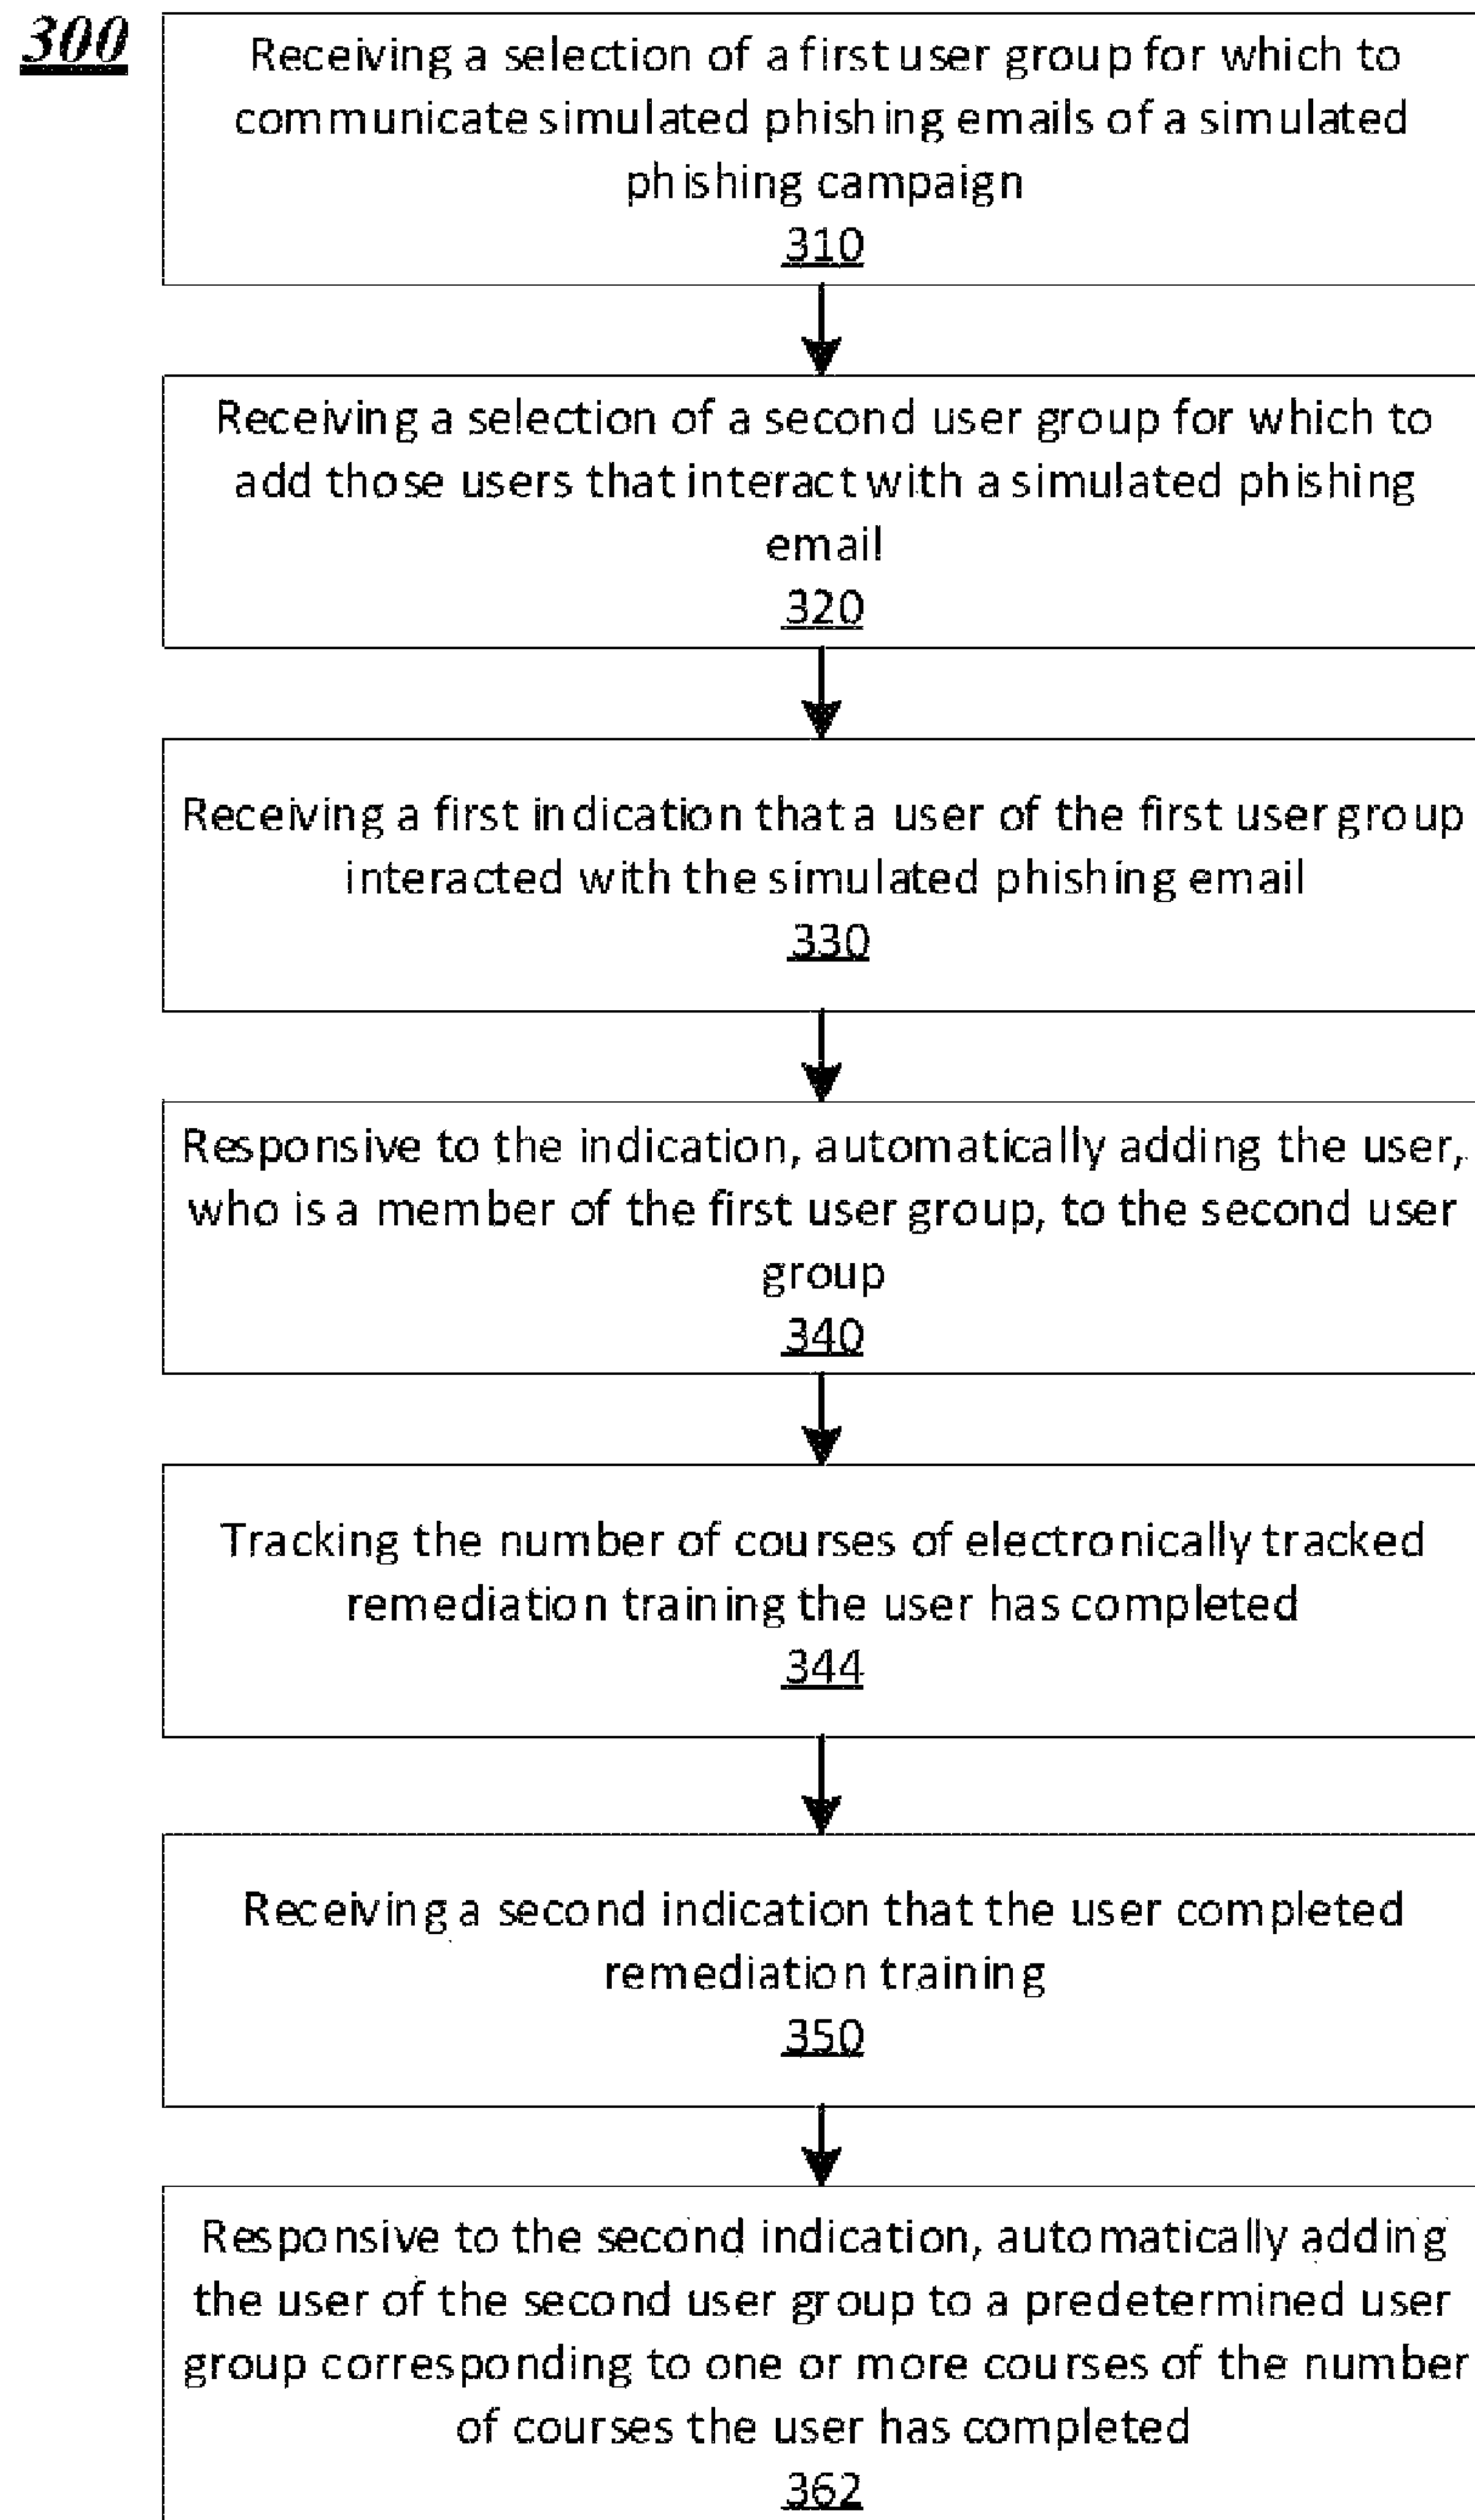 300
Receiving a selection of a first user group for which to
communicate simulated phishing emails of a simulated
phishing campaign
310
Receiving a selection of a second user group for which to
add those users that interact with a simulated phishing
email
320
Receiving a first indication that a user of the first user group
interacted with the simulated phishing email
330
Responsive to the indication, automatically adding the user,
who is a member of the first user group, to the second user
group
340
Tracking the number of courses of electronically tracked
remediation training the user has completed
344
Receiving a second indication that the user completed
remediation training
350
Responsive to the second indication, automatically adding
the user of the second user group to a predetermined user
group corresponding to one or more courses of the number
of courses the user has completed
362